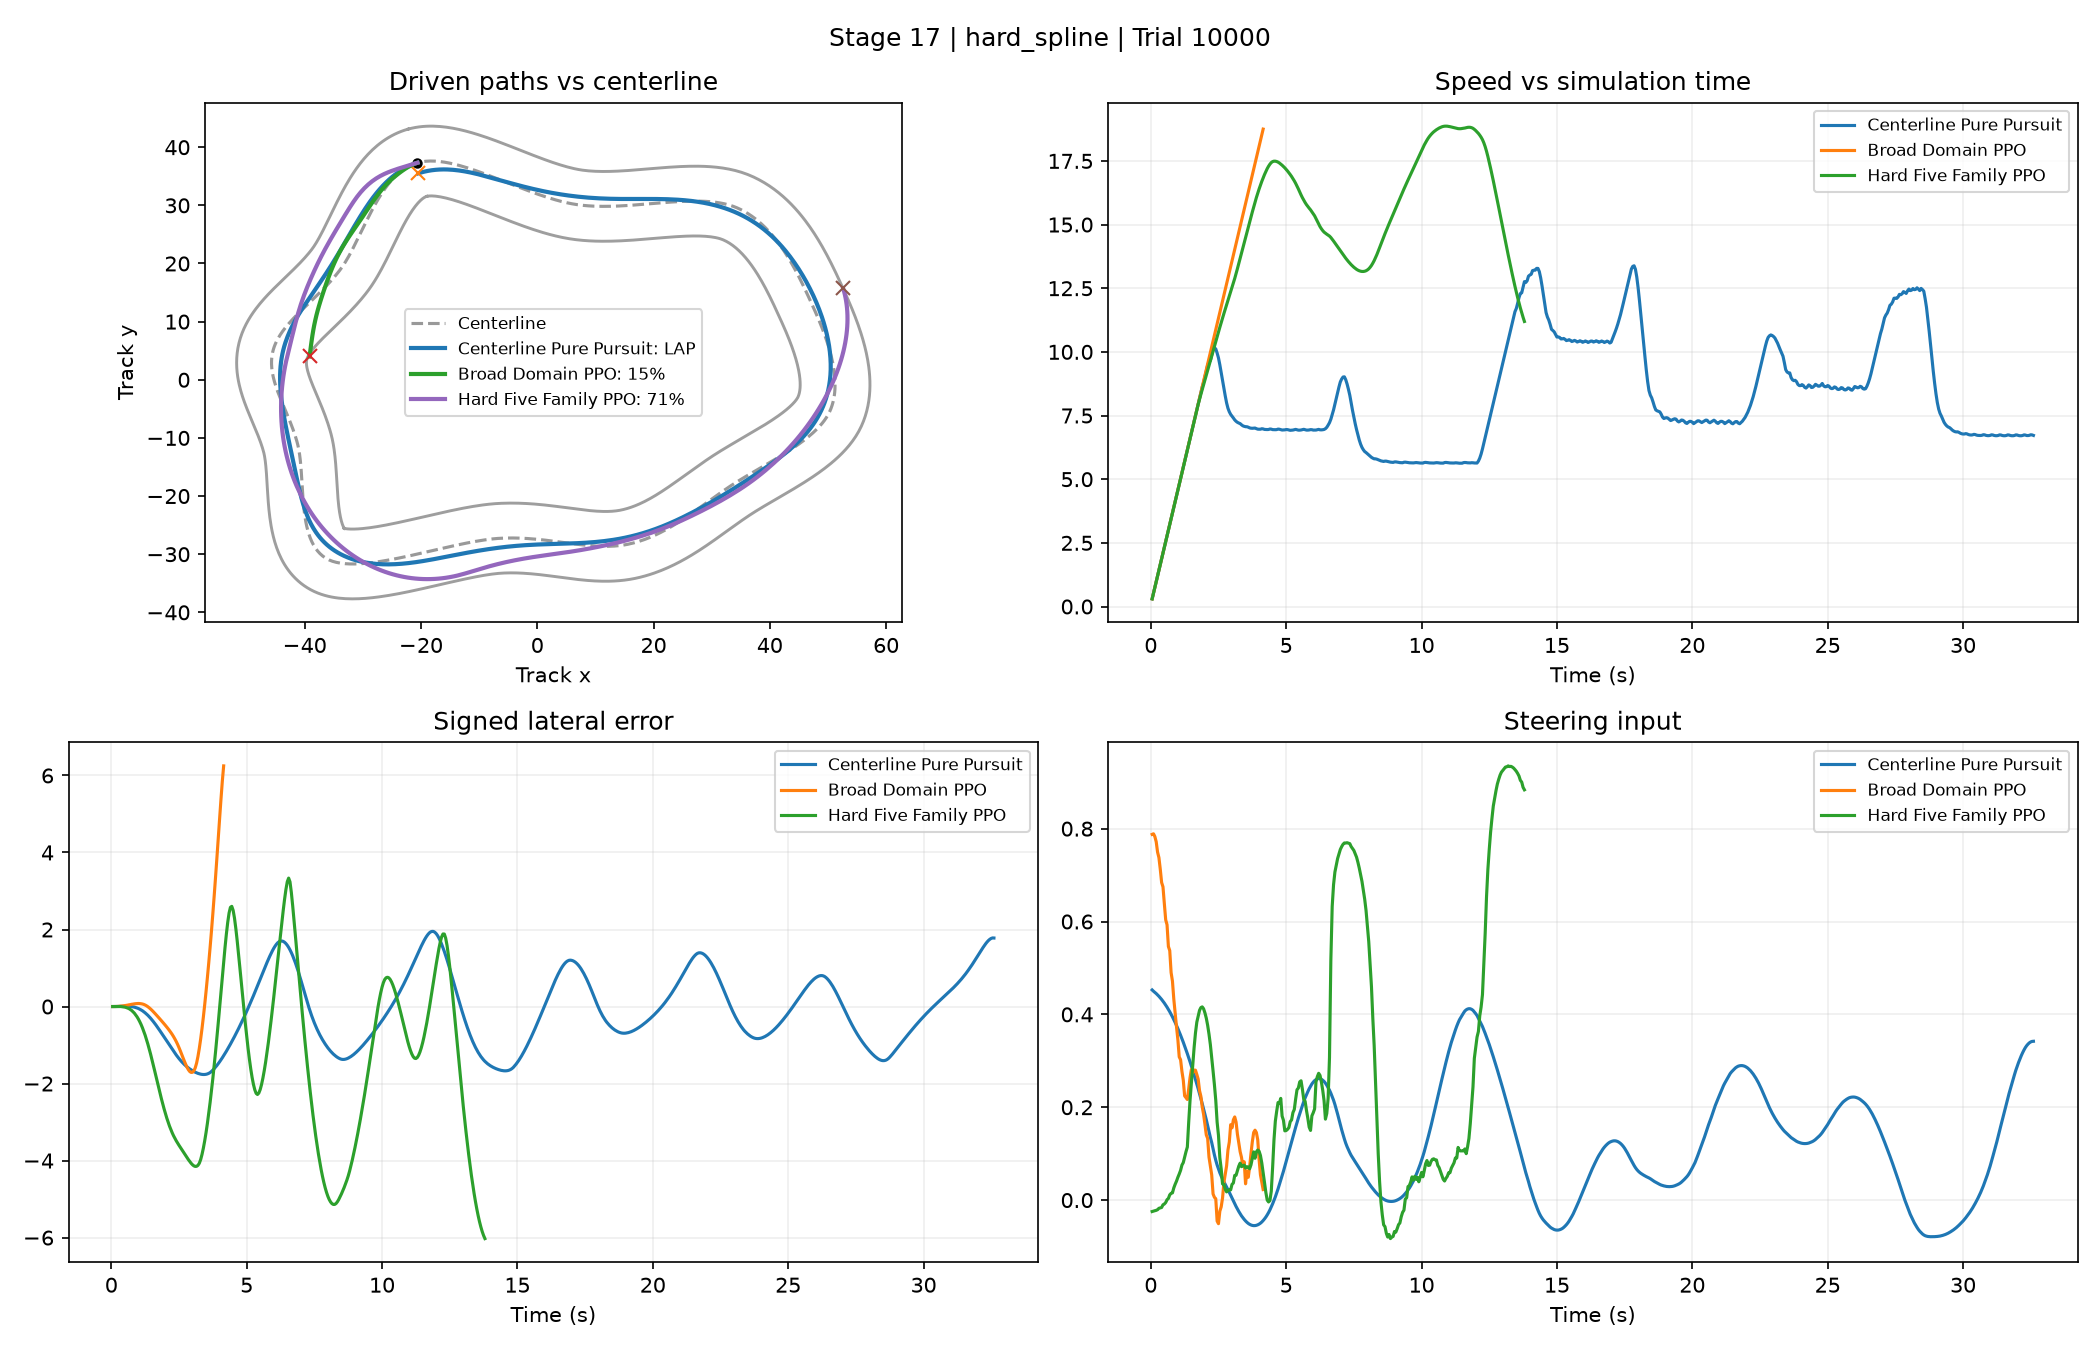 Stage 17 | hard_spline | Trial 10000
Driven paths vs centerline
Track y
40
30
20
10
0
−10
−20
−30
−40
−40
−20
0
20
40
60
Track x
Centerline
Centerline Pure Pursuit: LAP
Broad Domain PPO: 15%
Hard Five Family PPO: 71%
Speed vs simulation time
17.5
15.0
12.5
10.0
7.5
5.0
2.5
0.0
0
5
10
15
20
25
30
Time (s)
Centerline Pure Pursuit
Broad Domain PPO
Hard Five Family PPO
Signed lateral error
6
4
2
0
−2
−4
−6
0
5
10
15
20
25
30
Time (s)
Centerline Pure Pursuit
Broad Domain PPO
Hard Five Family PPO
Steering input
0.8
0.6
0.4
0.2
0.0
0
5
10
15
20
25
30
Time (s)
Centerline Pure Pursuit
Broad Domain PPO
Hard Five Family PPO